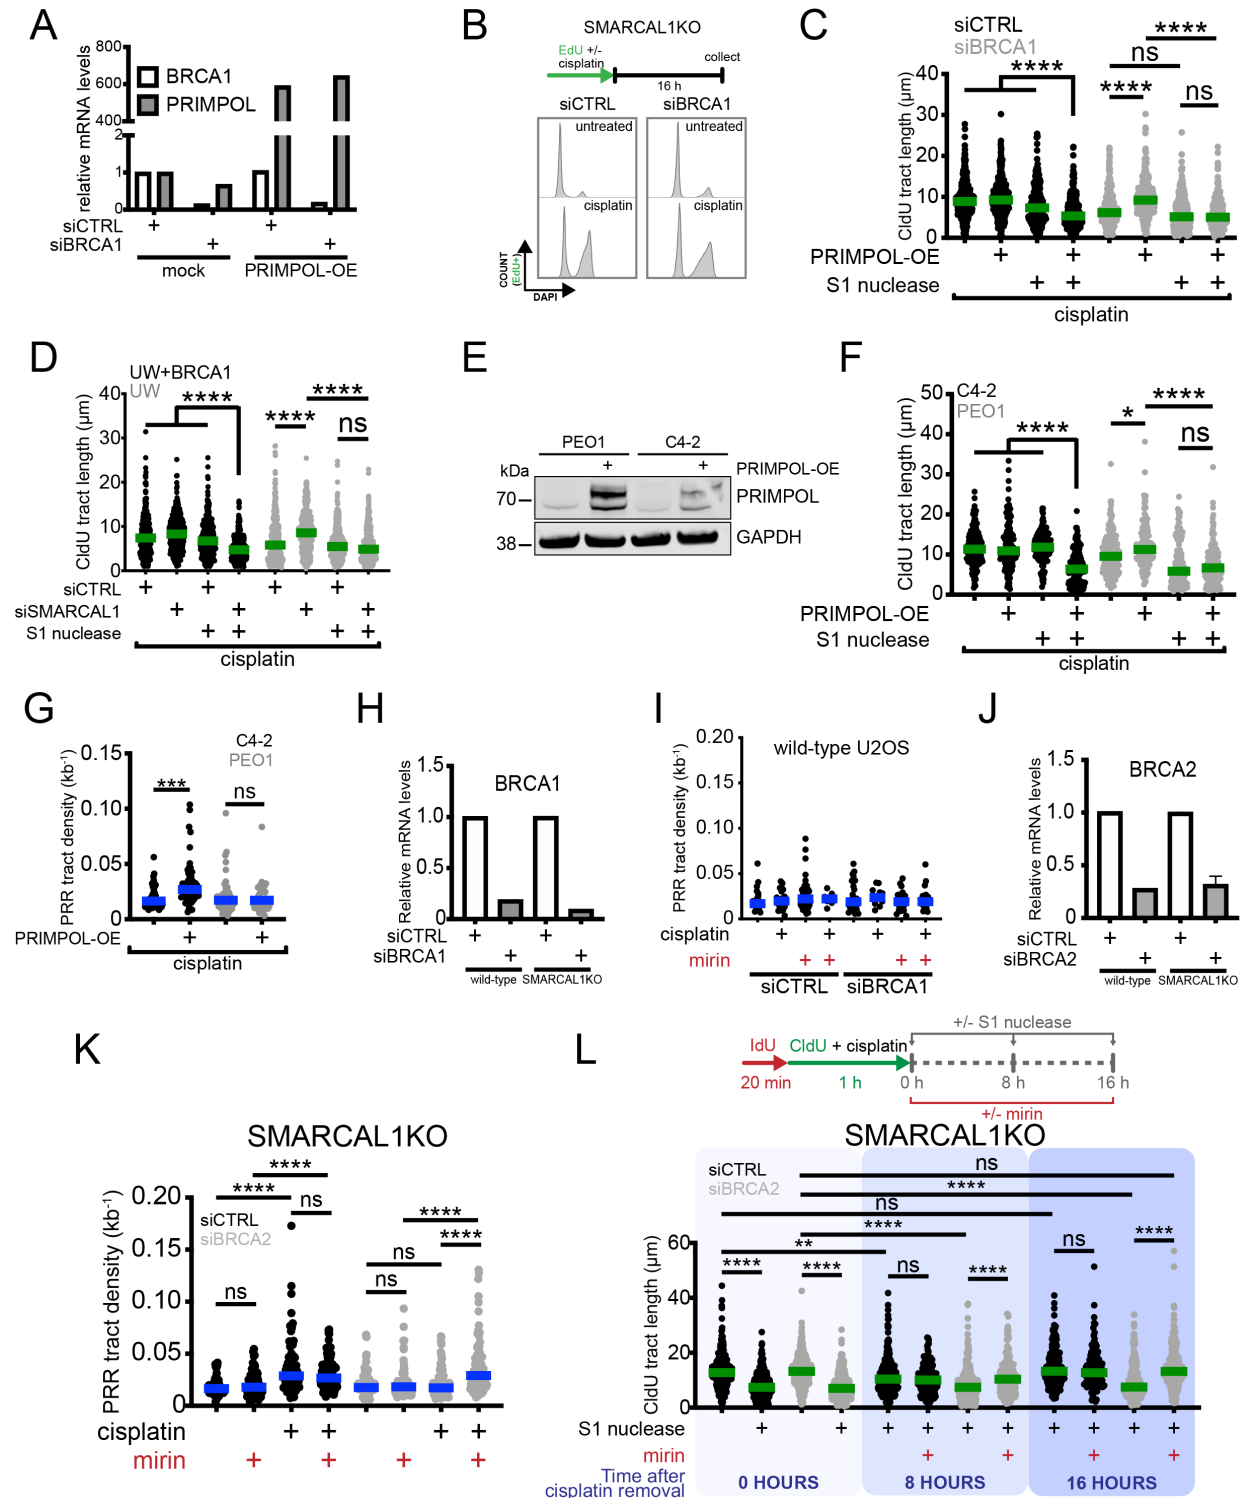 A
800
600
400
2
1
0
relative mRNA levels
BRCA1
PRIMPOL
siCTRL + +
siBRCA1 + +
mock PRIMPOL-OE
B
SMARCAL1KO
EdU +/-
cisplatin
collect
16 h
siCTRL siBRCA1
untreated untreated
cisplatin cisplatin
COUNT
(EdU+)
DAPI
C
siCTRL
siBRCA1
CldU tract length (µm)
40
30
20
10
0
**** **** ns **** ns
PRIMPOL-OE + + + +
S1 nuclease + + + +
cisplatin
D
UW+BRCA1
UW
CldU tract length (µm)
40
30
20
10
0
**** **** **** ns
siCTRL + + + +
siSMARCAL1 + + + +
S1 nuclease + + + +
cisplatin
E
PEO1 C4-2
kDa + + PRIMPOL-OE
70 PRIMPOL
38 GAPDH
F
C4-2
PEO1
CldU tract length (µm)
50
40
30
20
10
0
**** * **** ns
PRIMPOL-OE + + + +
S1 nuclease + + + +
cisplatin
G
C4-2
PEO1
PRR tract density (kb-1)
0.15
0.10
0.05
0
*** ns
PRIMPOL-OE + +
cisplatin
H
BRCA1
Relative mRNA levels
1.5
1.0
0.5
0
siCTRL + +
siBRCA1 + +
wild-type SMARCAL1KO
I
wild-type U2OS
PRR tract density (kb-1)
0.20
0.15
0.10
0.05
0
cisplatin + + + +
mirin + + + +
siCTRL siBRCA1
J
BRCA2
Relative mRNA levels
1.5
1.0
0.5
0
siCTRL + +
siBRCA2 + +
wild-type SMARCAL1KO
K
SMARCAL1KO
siCTRL
siBRCA2
PRR tract density (kb-1)
0.20
0.15
0.10
0.05
0
ns **** **** ns ns ns **** ****
cisplatin + + + +
mirin + + + +
L
+/- S1 nuclease
IdU CldU + cisplatin
20 min 1 h 0 h 8 h 16 h
+/- mirin
SMARCAL1KO
siCTRL
siBRCA2
CldU tract length (µm)
60
40
20
0
ns
****
ns
****
**
**** **** ns **** ns ****
S1 nuclease + + + + + + + + + +
mirin + + + +
Time after
cisplatin removal
0 HOURS 8 HOURS 16 HOURS